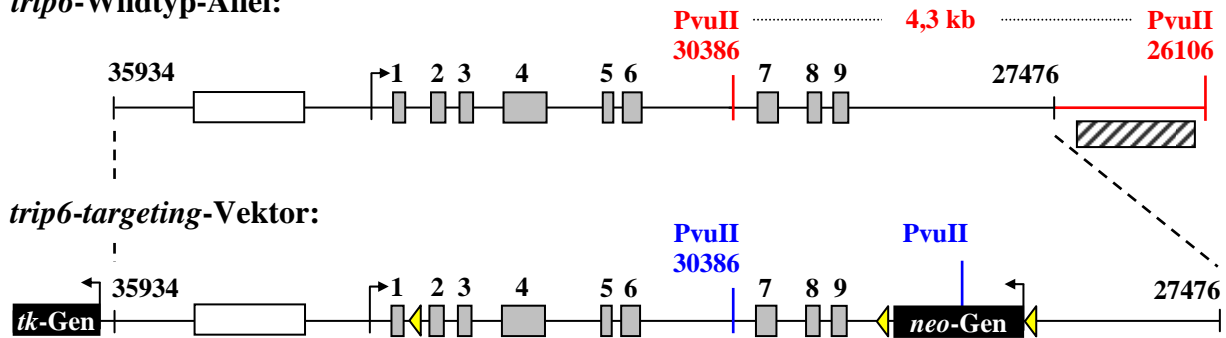 trip6-Wildtyp-Allel:
PvuII 4,3 kb PvuII
30386 26106
35934 1 2 3 4 5 6 7 8 9 27476
trip6-targeting-Vektor:
PvuII PvuII
30386
35934 1 2 3 4 5 6 7 8 9 27476
tk-Gen neo-Gen